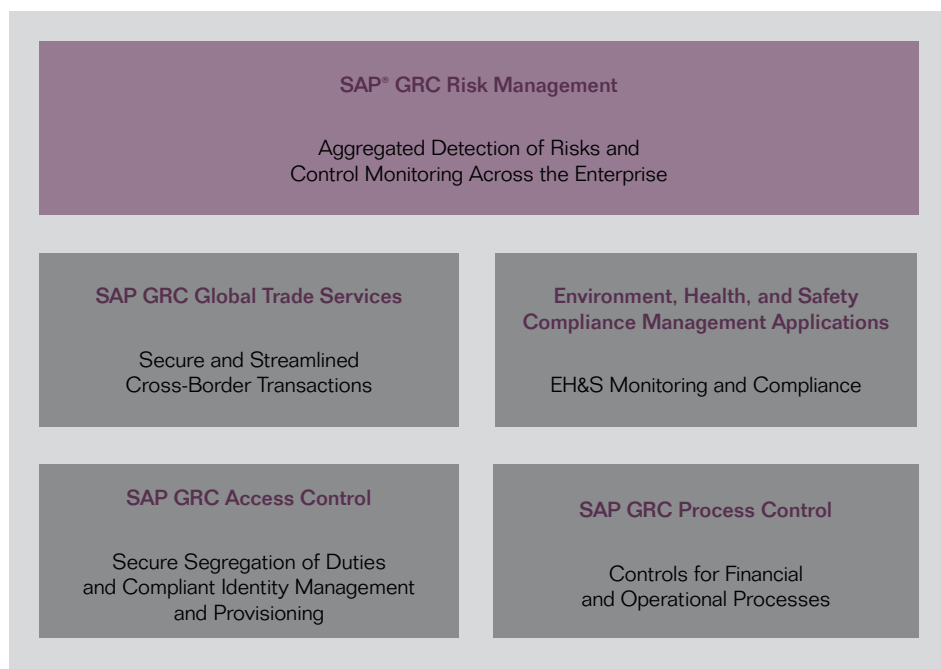 SAP® GRC Risk Management
Aggregated Detection of Risks and
Control Monitoring Across the Enterprise
SAP GRC Global Trade Services
Secure and Streamlined
Cross-Border Transactions
Environment, Health, and Safety
Compliance Management Applications
EH&S Monitoring and Compliance
SAP GRC Access Control
Secure Segregation of Duties
and Compliant Identity Management
and Provisioning
SAP GRC Process Control
Controls for Financial
and Operational Processes